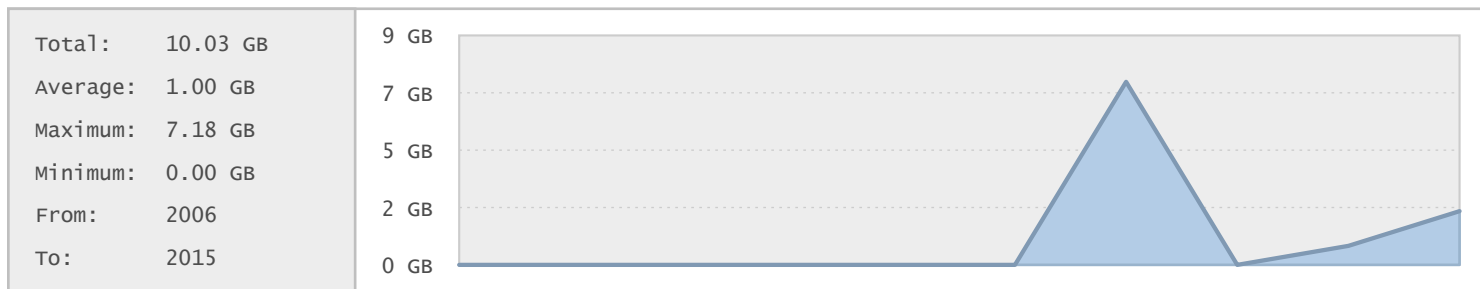 Total: 10.03 GB
Average: 1.00 GB
Maximum: 7.18 GB
Minimum: 0.00 GB
From: 2006
To: 2015
9 GB
7 GB
5 GB
2 GB
0 GB